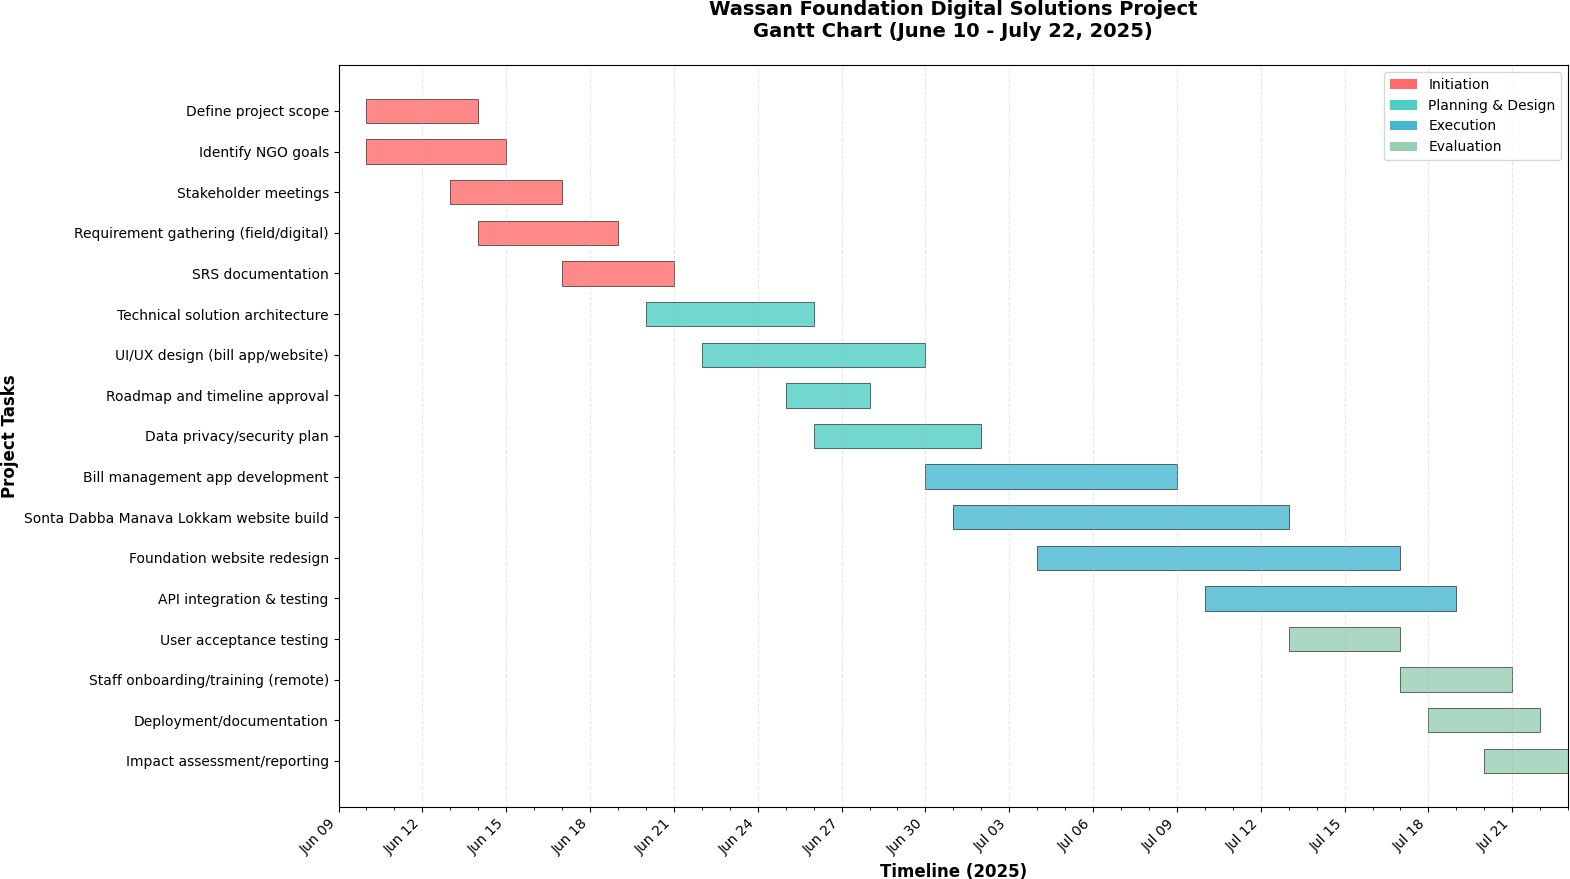 Wassan Foundation Digital Solutions Project
Gantt Chart (June 10 - July 22, 2025)
Initiation
Planning & Design
Execution
Evaluation
Project Tasks
Define project scope
Identify NGO goals
Stakeholder meetings
Requirement gathering (field/digital)
SRS documentation
Technical solution architecture
UI/UX design (bill app/website)
Roadmap and timeline approval
Data privacy/security plan
Bill management app development
Sonta Dabba Manava Lokkam website build
Foundation website redesign
API integration & testing
User acceptance testing
Staff onboarding/training (remote)
Deployment/documentation
Impact assessment/reporting
Jun 09
Jun 12
Jun 15
Jun 18
Jun 21
Jun 24
Jun 27
Jun 30
Jul 03
Jul 06
Jul 09
Jul 12
Jul 15
Jul 18
Jul 21
Timeline (2025)